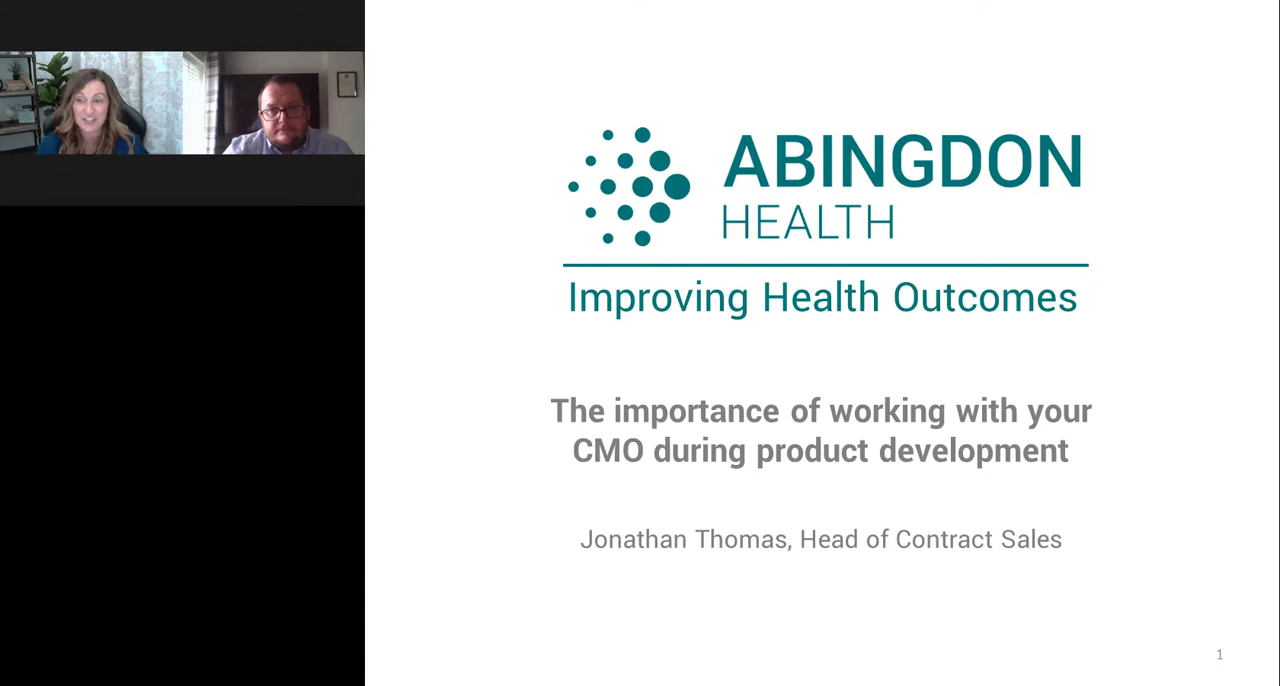 ABINGDON
HEALTH
Improving Health Outcomes
The importance of working with your
CMO during product development
Jonathan Thomas, Head of Contract Sales
1